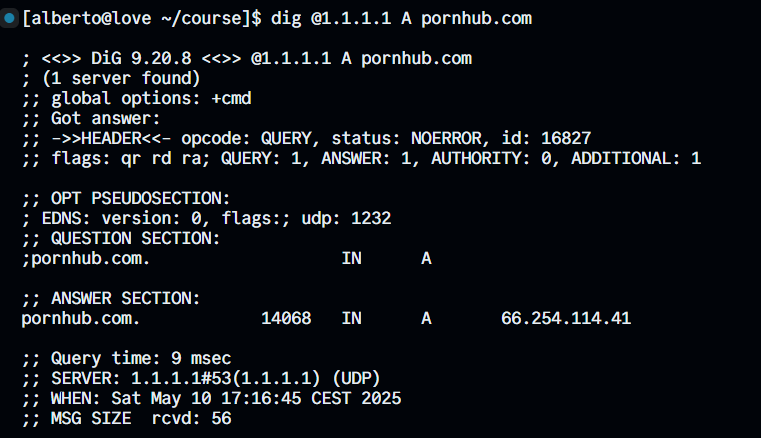 [alberto@love ~/course]$ dig @1.1.1.1 A pornhub.com

; <<>> DiG 9.20.8 <<>> @1.1.1.1 A pornhub.com
; (1 server found)
;; global options: +cmd
;; Got answer:
;; ->>HEADER<<- opcode: QUERY, status: NOERROR, id: 16827
;; flags: qr rd ra; QUERY: 1, ANSWER: 1, AUTHORITY: 0, ADDITIONAL: 1

;; OPT PSEUDOSECTION:
; EDNS: version: 0, flags:; udp: 1232
;; QUESTION SECTION:
;pornhub.com. IN A

;; ANSWER SECTION:
pornhub.com. 14068 IN A 66.254.114.41

;; Query time: 9 msec
;; SERVER: 1.1.1.1#53(1.1.1.1) (UDP)
;; WHEN: Sat May 10 17:16:45 CEST 2025
;; MSG SIZE rcvd: 56